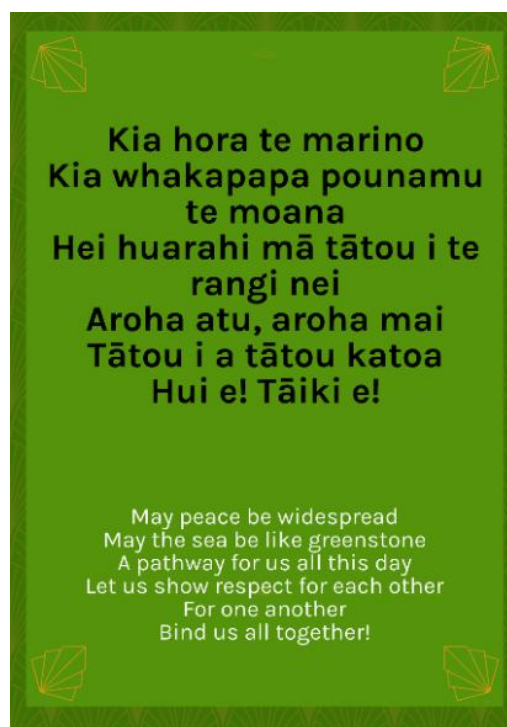 Kia hora te marino
Kia whakapapa pounamu
te moana
Hei huarahi mā tātou i te
rangi nei
Aroha atu, aroha mai
Tātou i a tātou katoa
Hui e! Tāiki e!
May peace be widespread
May the sea be like greenstone
A pathway for us all this day
Let us show respect for each other
For one another
Bind us all together!